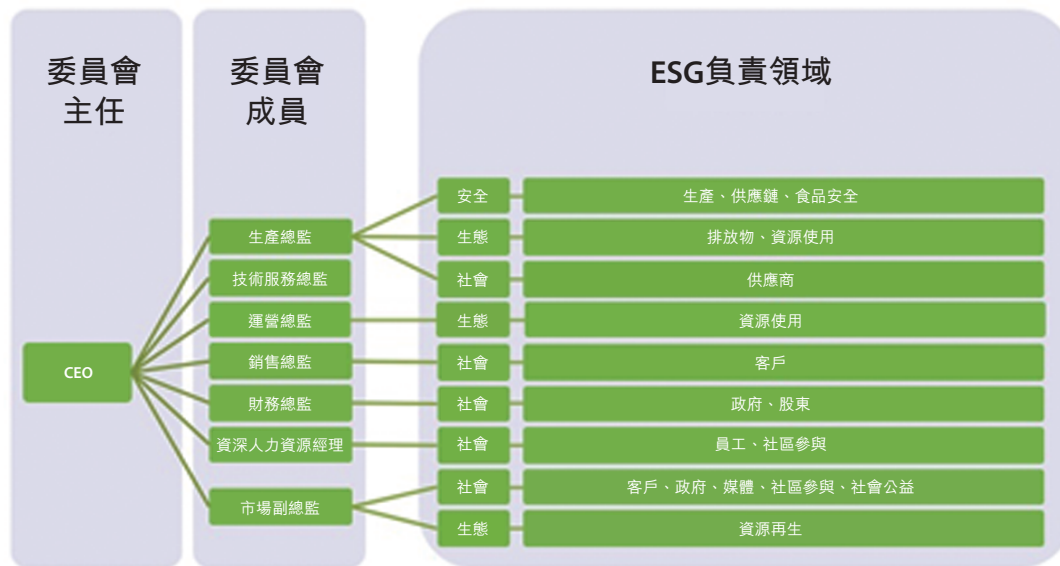 委員會
主任
委員會
成員
ESG負責領域
CEO
生產總監
技術服務總監
運營總監
銷售總監
財務總監
資深人力資源經理
市場副總監
安全
生產、供應鏈、食品安全
生態
排放物、資源使用
社會
供應商
生態
資源使用
社會
客戶
社會
政府、股東
社會
員工、社區參與
社會
客戶、政府、媒體、社區參與、社會公益
生態
資源再生